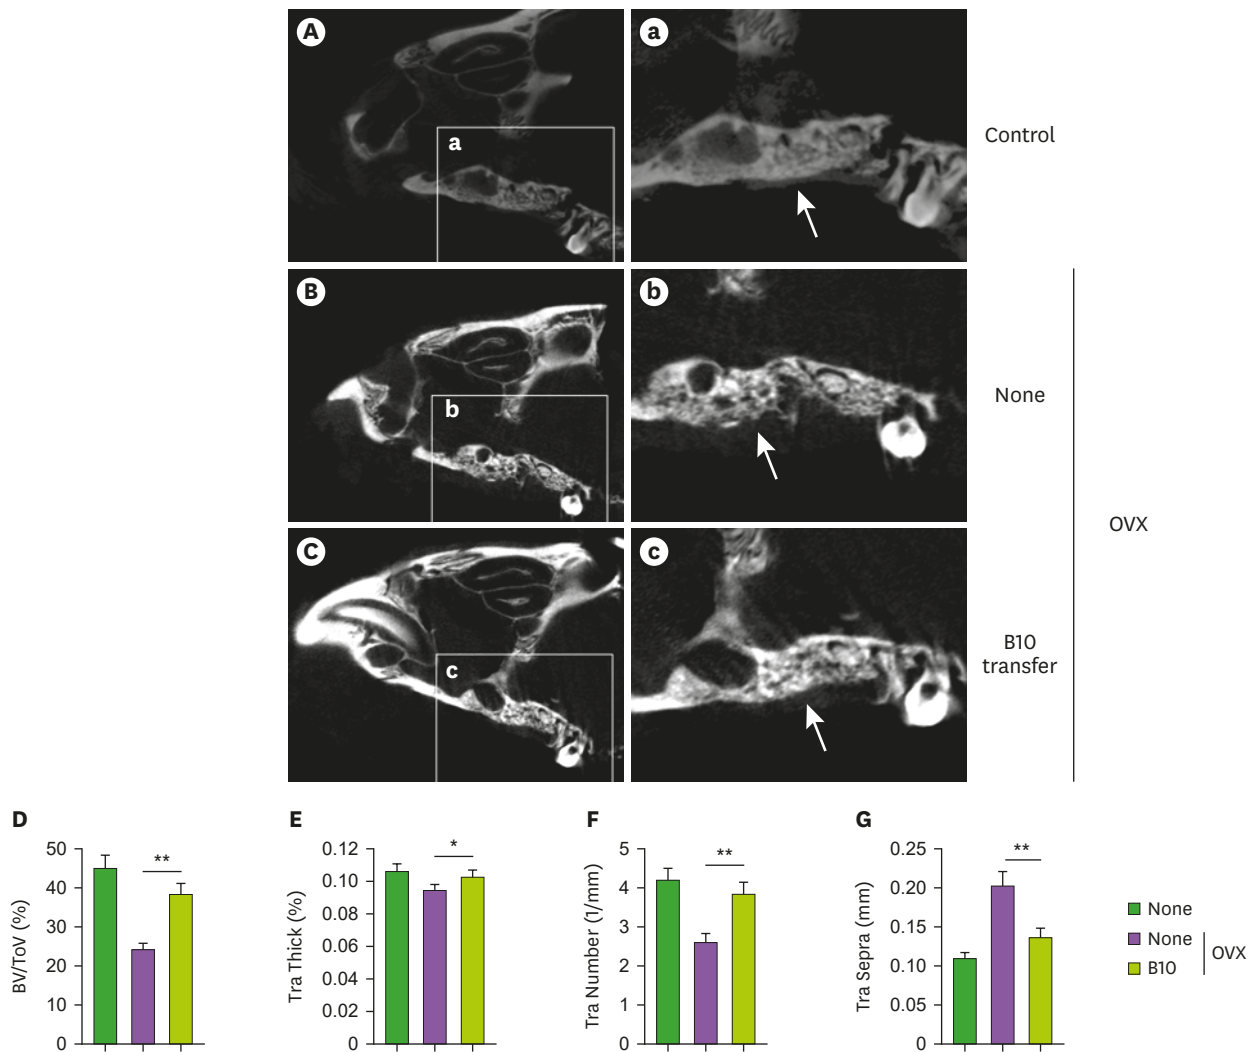 A
a
a
Control
B
b
b
None
C
c
c
B10
transfer
OVX
D
BV/ToV (%)
50
40
30
20
10
0
**
E
Tra Thick (%)
0.12
0.10
0.08
0.06
0.04
0.02
0
*
F
Tra Number (1/mm)
5
4
3
2
1
0
**
G
Tra Sepra (mm)
0.25
0.20
0.15
0.10
0.05
0
**
None
None
B10
OVX